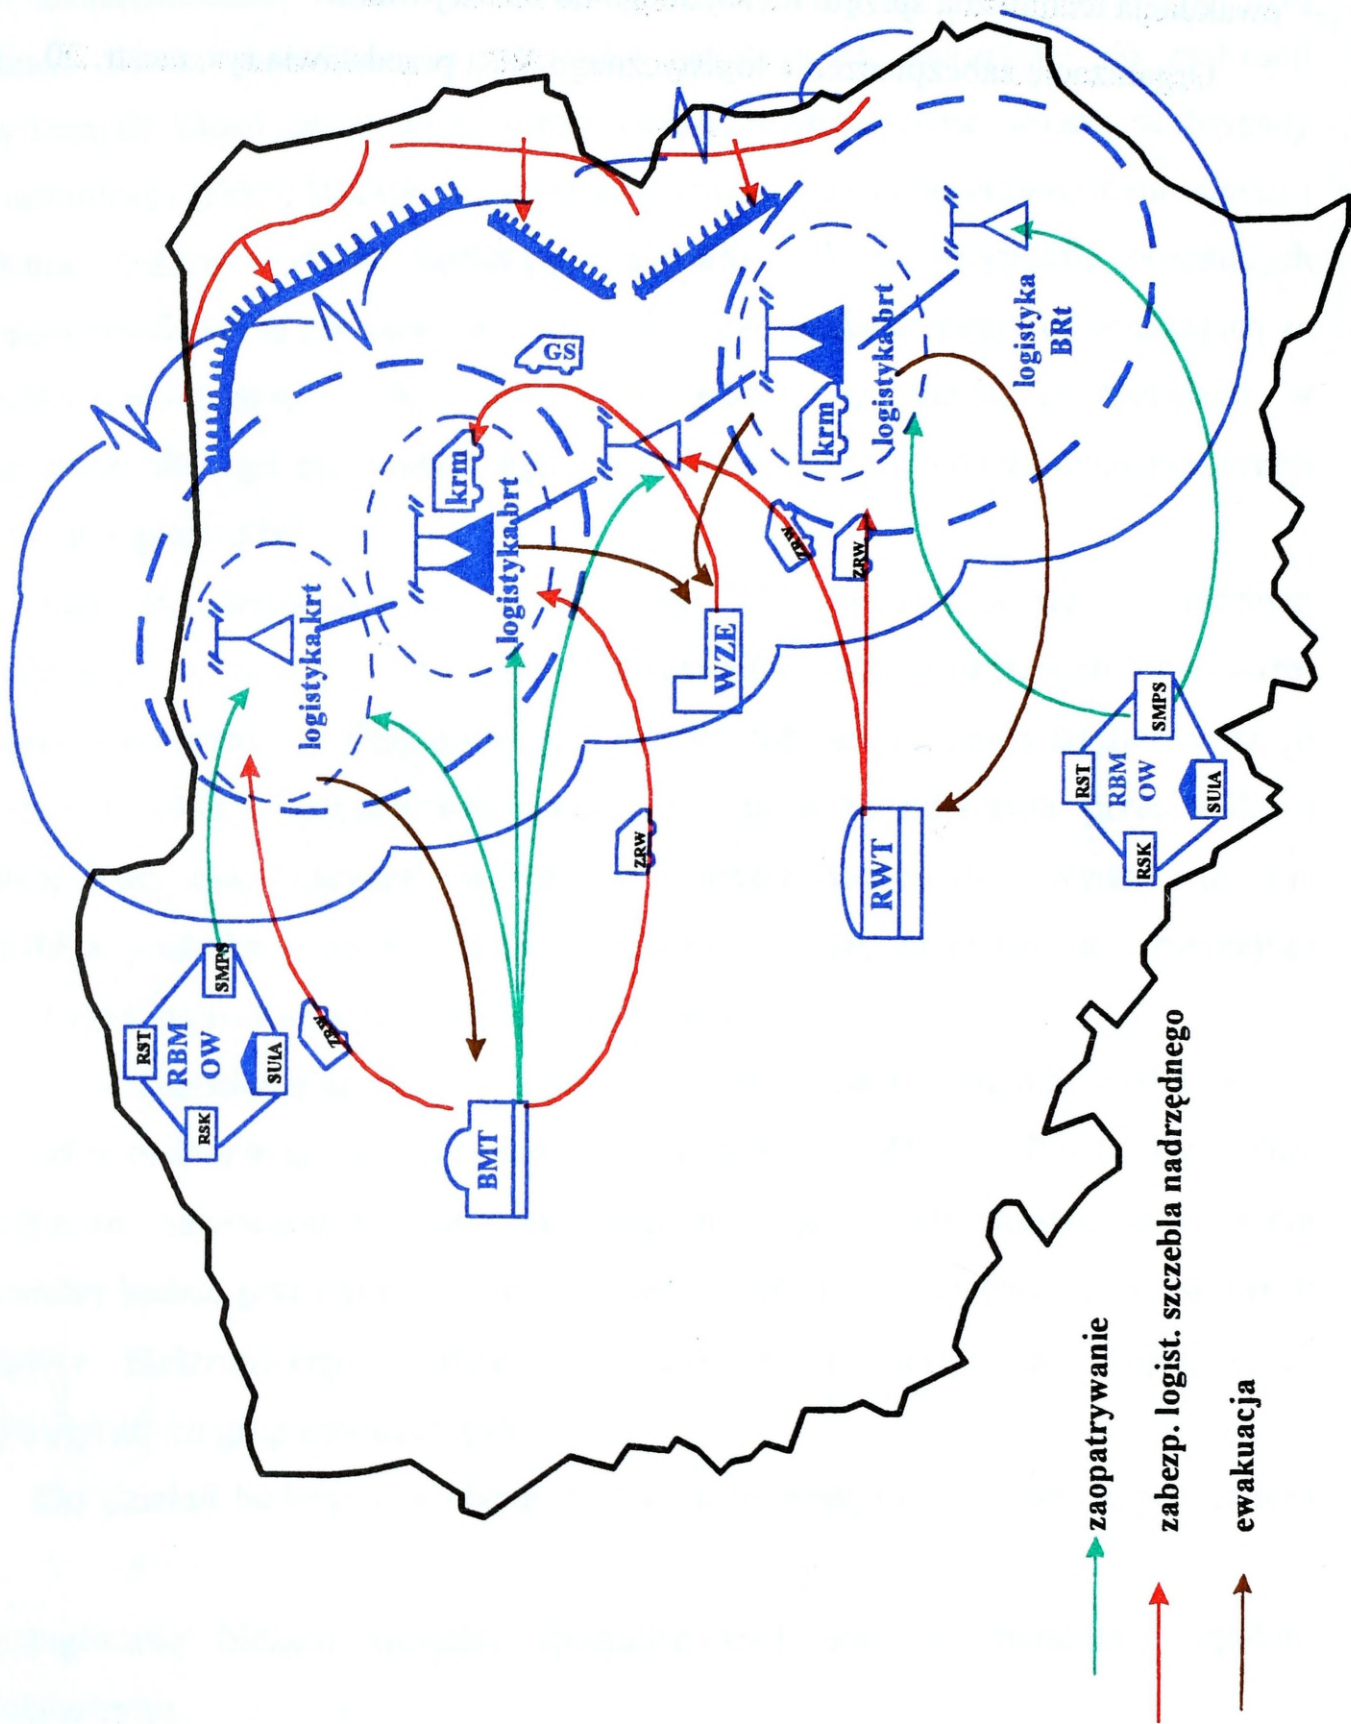 RST
RBM
OW
SMPS
RSK
SUiA
ZRW
BMT
logistyka krt
krm
logistyka brt
GS
ZRW
WZE
krm
logistyka brt
ZRW
ZRW
logistyka
BRt
RWT
RST
RBM
OW
SMPS
RSK
SUiA
zaopatrywanie
zabezp. logist. szczebla nadrzędnego
ewakuacja